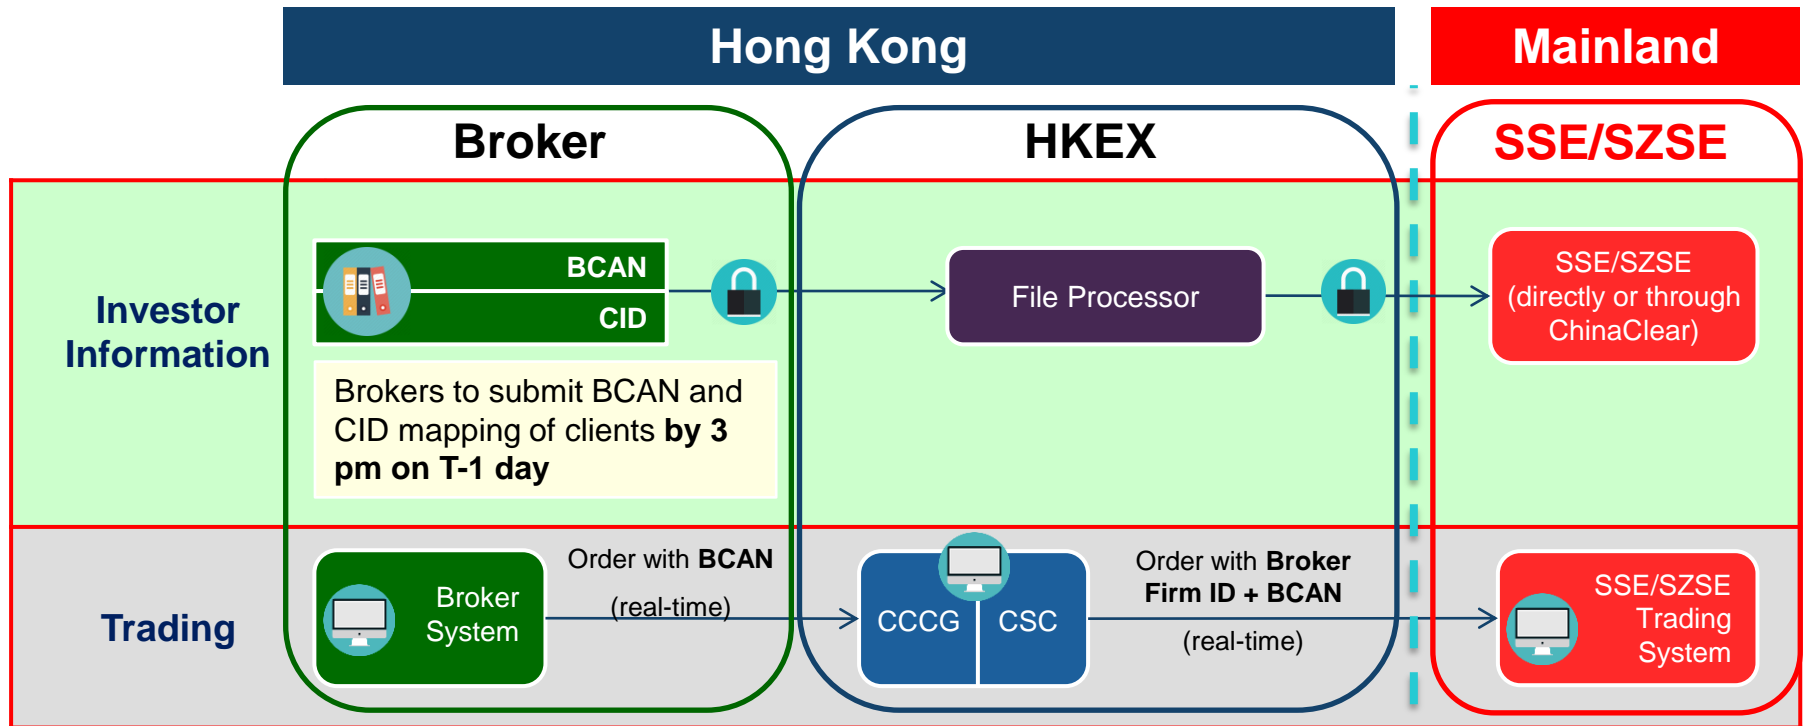 Hong Kong
Mainland
Broker
HKEX
SSE/SZSE
Investor
Information
BCAN
CID
File Processor
SSE/SZSE
(directly or through
ChinaClear)
Brokers to submit BCAN and
CID mapping of clients by 3
pm on T-1 day
Trading
Broker
System
Order with BCAN
(real-time)
CCCG
CSC
Order with Broker
Firm ID + BCAN
(real-time)
SSE/SZSE
Trading
System